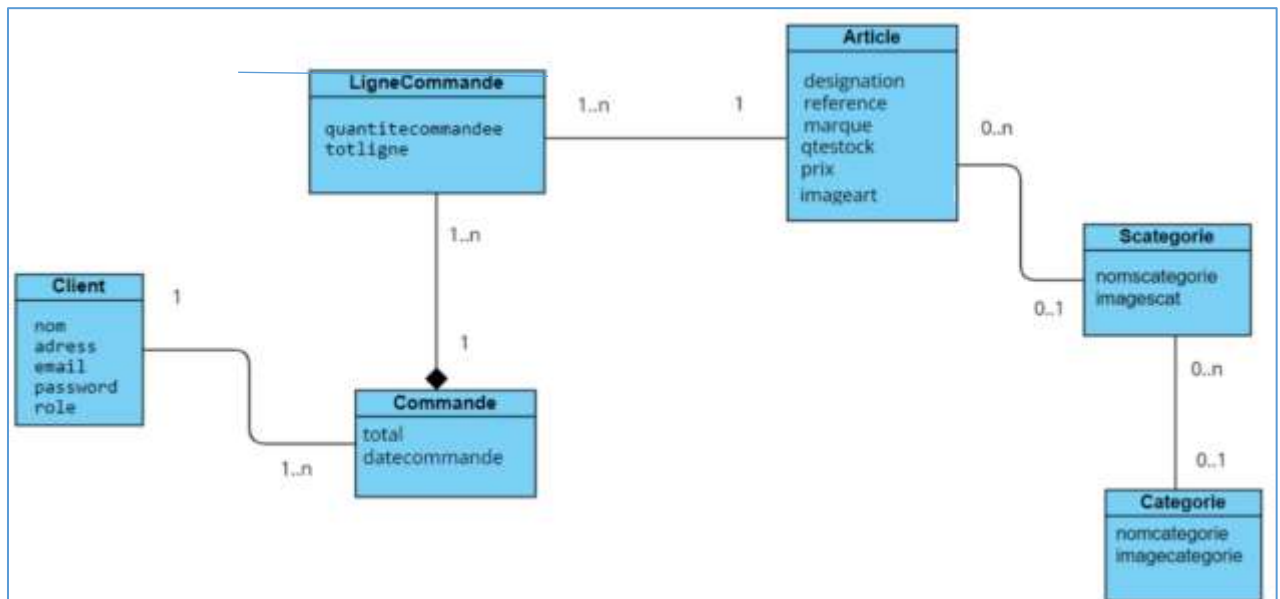 Article
designation
reference
marque
qtestock
prix
imageart
LigneCommande
quantitecommandee
totligne
1..n
1
0..n
1..n
Scategorie
nomscategorie
imagescat
0..1
Client
nom
adress
email
password
role
1
1
0..n
Commande
total
datecommande
1..n
0..1
Categorie
nomcategorie
imagecategorie